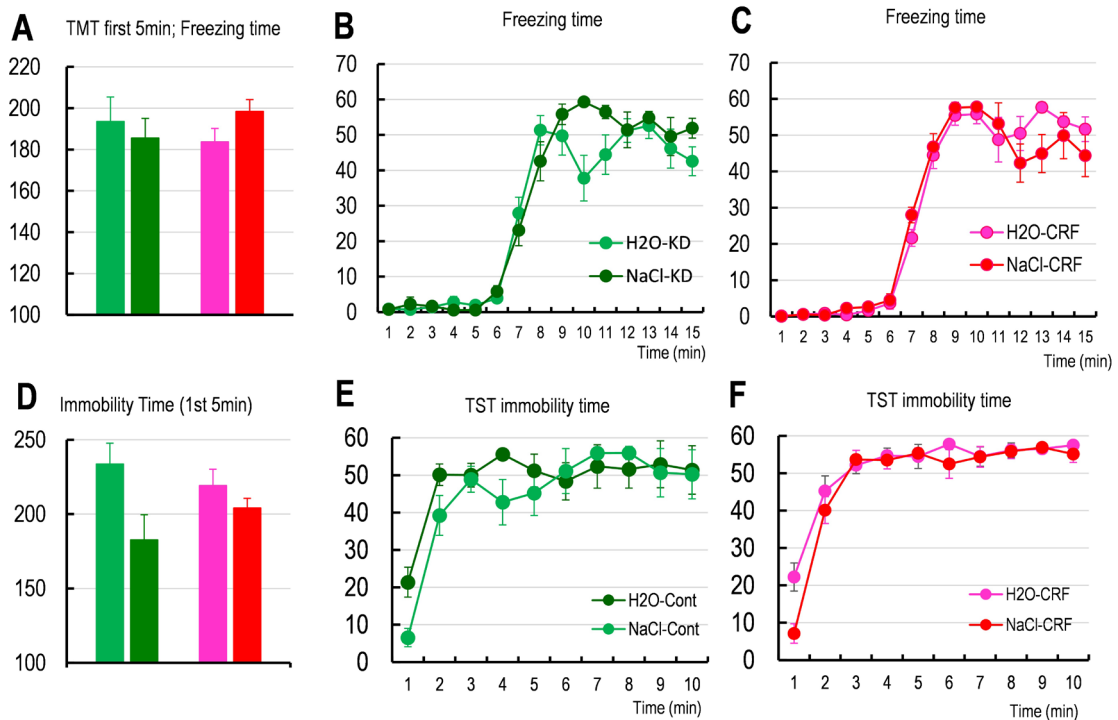 A
TMT first 5min; Freezing time
220
200
180
160
140
120
100
B
Freezing time
70
60
50
40
30
20
10
0
H2O-KD
NaCl-KD
1 2 3 4 5 6 7 8 9 10 11 12 13 14 15
Time (min)
C
Freezing time
70
60
50
40
30
20
10
0
H2O-CRF
NaCl-CRF
1 2 3 4 5 6 7 8 9 10 11 12 13 14 15
Time (min)
D
Immobility Time (1st 5min)
250
200
150
100
E
TST immobility time
60
50
40
30
20
10
0
H2O-Cont
NaCl-Cont
1 2 3 4 5 6 7 8 9 10
Time (min)
F
TST immobility time
60
50
40
30
20
10
0
H2O-CRF
NaCl-CRF
1 2 3 4 5 6 7 8 9 10
Time (min)